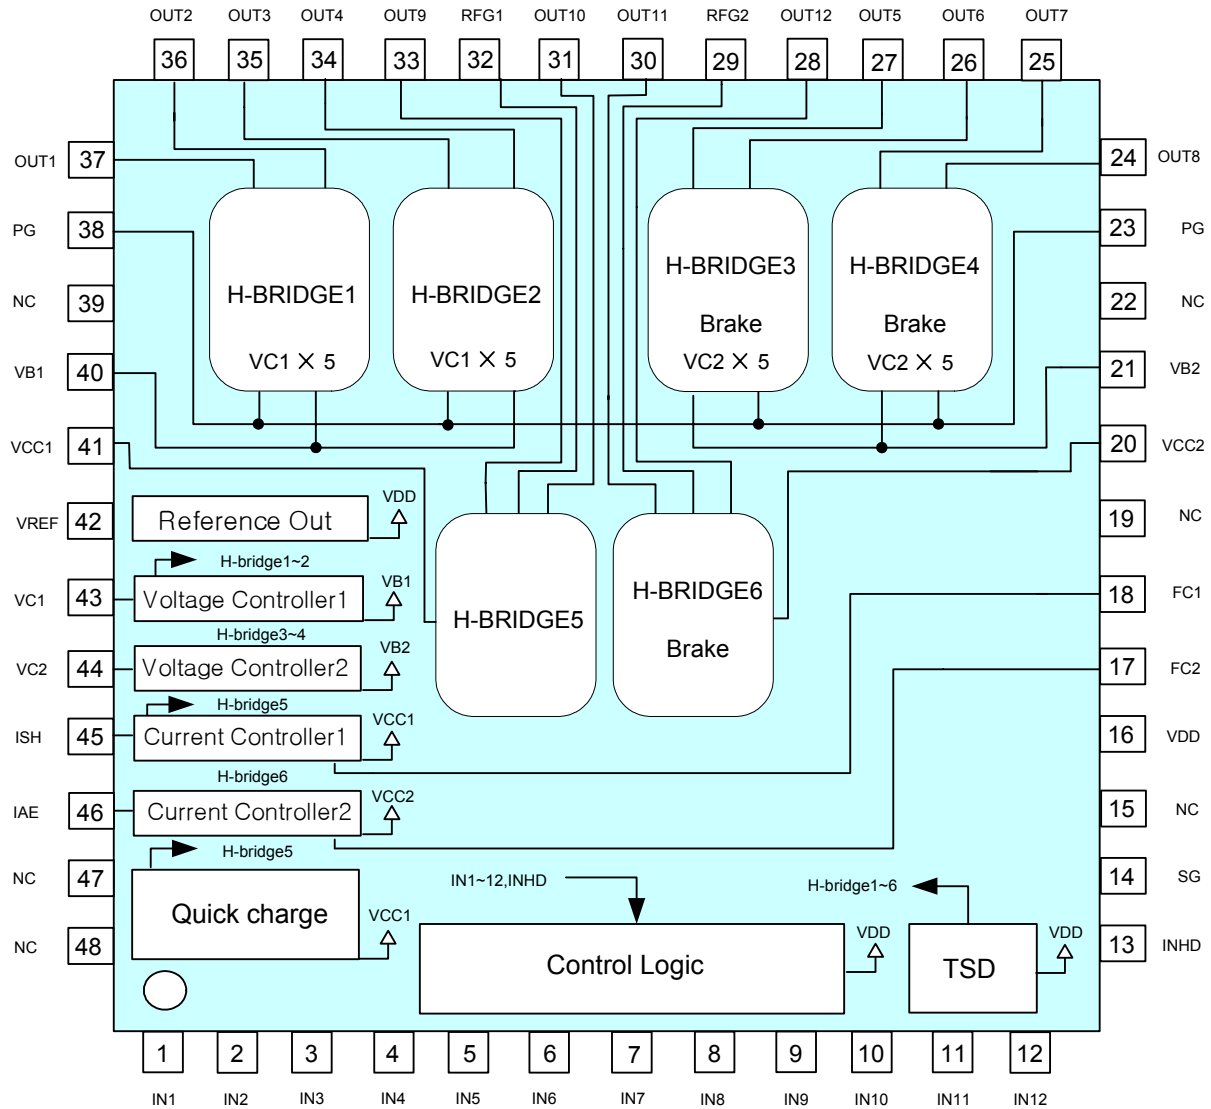 OUT2 OUT3 OUT4 OUT9 RFG1 OUT10 OUT11 RFG2 OUT12 OUT5 OUT6 OUT7
36 35 34 33 32 31 30 29 28 27 26 25
OUT1 37
24 OUT8
PG 38
23 PG
NC 39
22 NC
VB1 40
21 VB2
VCC1 41
20 VCC2
H-BRIDGE1
VC1 X 5
H-BRIDGE2
VC1 X 5
H-BRIDGE3
Brake
VC2 X 5
H-BRIDGE4
Brake
VC2 X 5
VREF 42
Reference Out
VDD
19 NC
H-bridge1~2
VC1 43
Voltage Controller1
VB1
18 FC1
H-BRIDGE5
H-BRIDGE6
Brake
H-bridge3~4
VC2 44
Voltage Controller2
VB2
17 FC2
H-bridge5
ISH 45
Current Controller1
VCC1
16 VDD
H-bridge6
IAE 46
Current Controller2
VCC2
15 NC
H-bridge5
NC 47
14 SG
Quick charge
VCC1
NC 48
13 INHD
IN1~12,INHD
Control Logic
VDD
H-bridge1~6
TSD
VDD
1 2 3 4 5 6 7 8 9 10 11 12
IN1 IN2 IN3 IN4 IN5 IN6 IN7 IN8 IN9 IN10 IN11 IN12